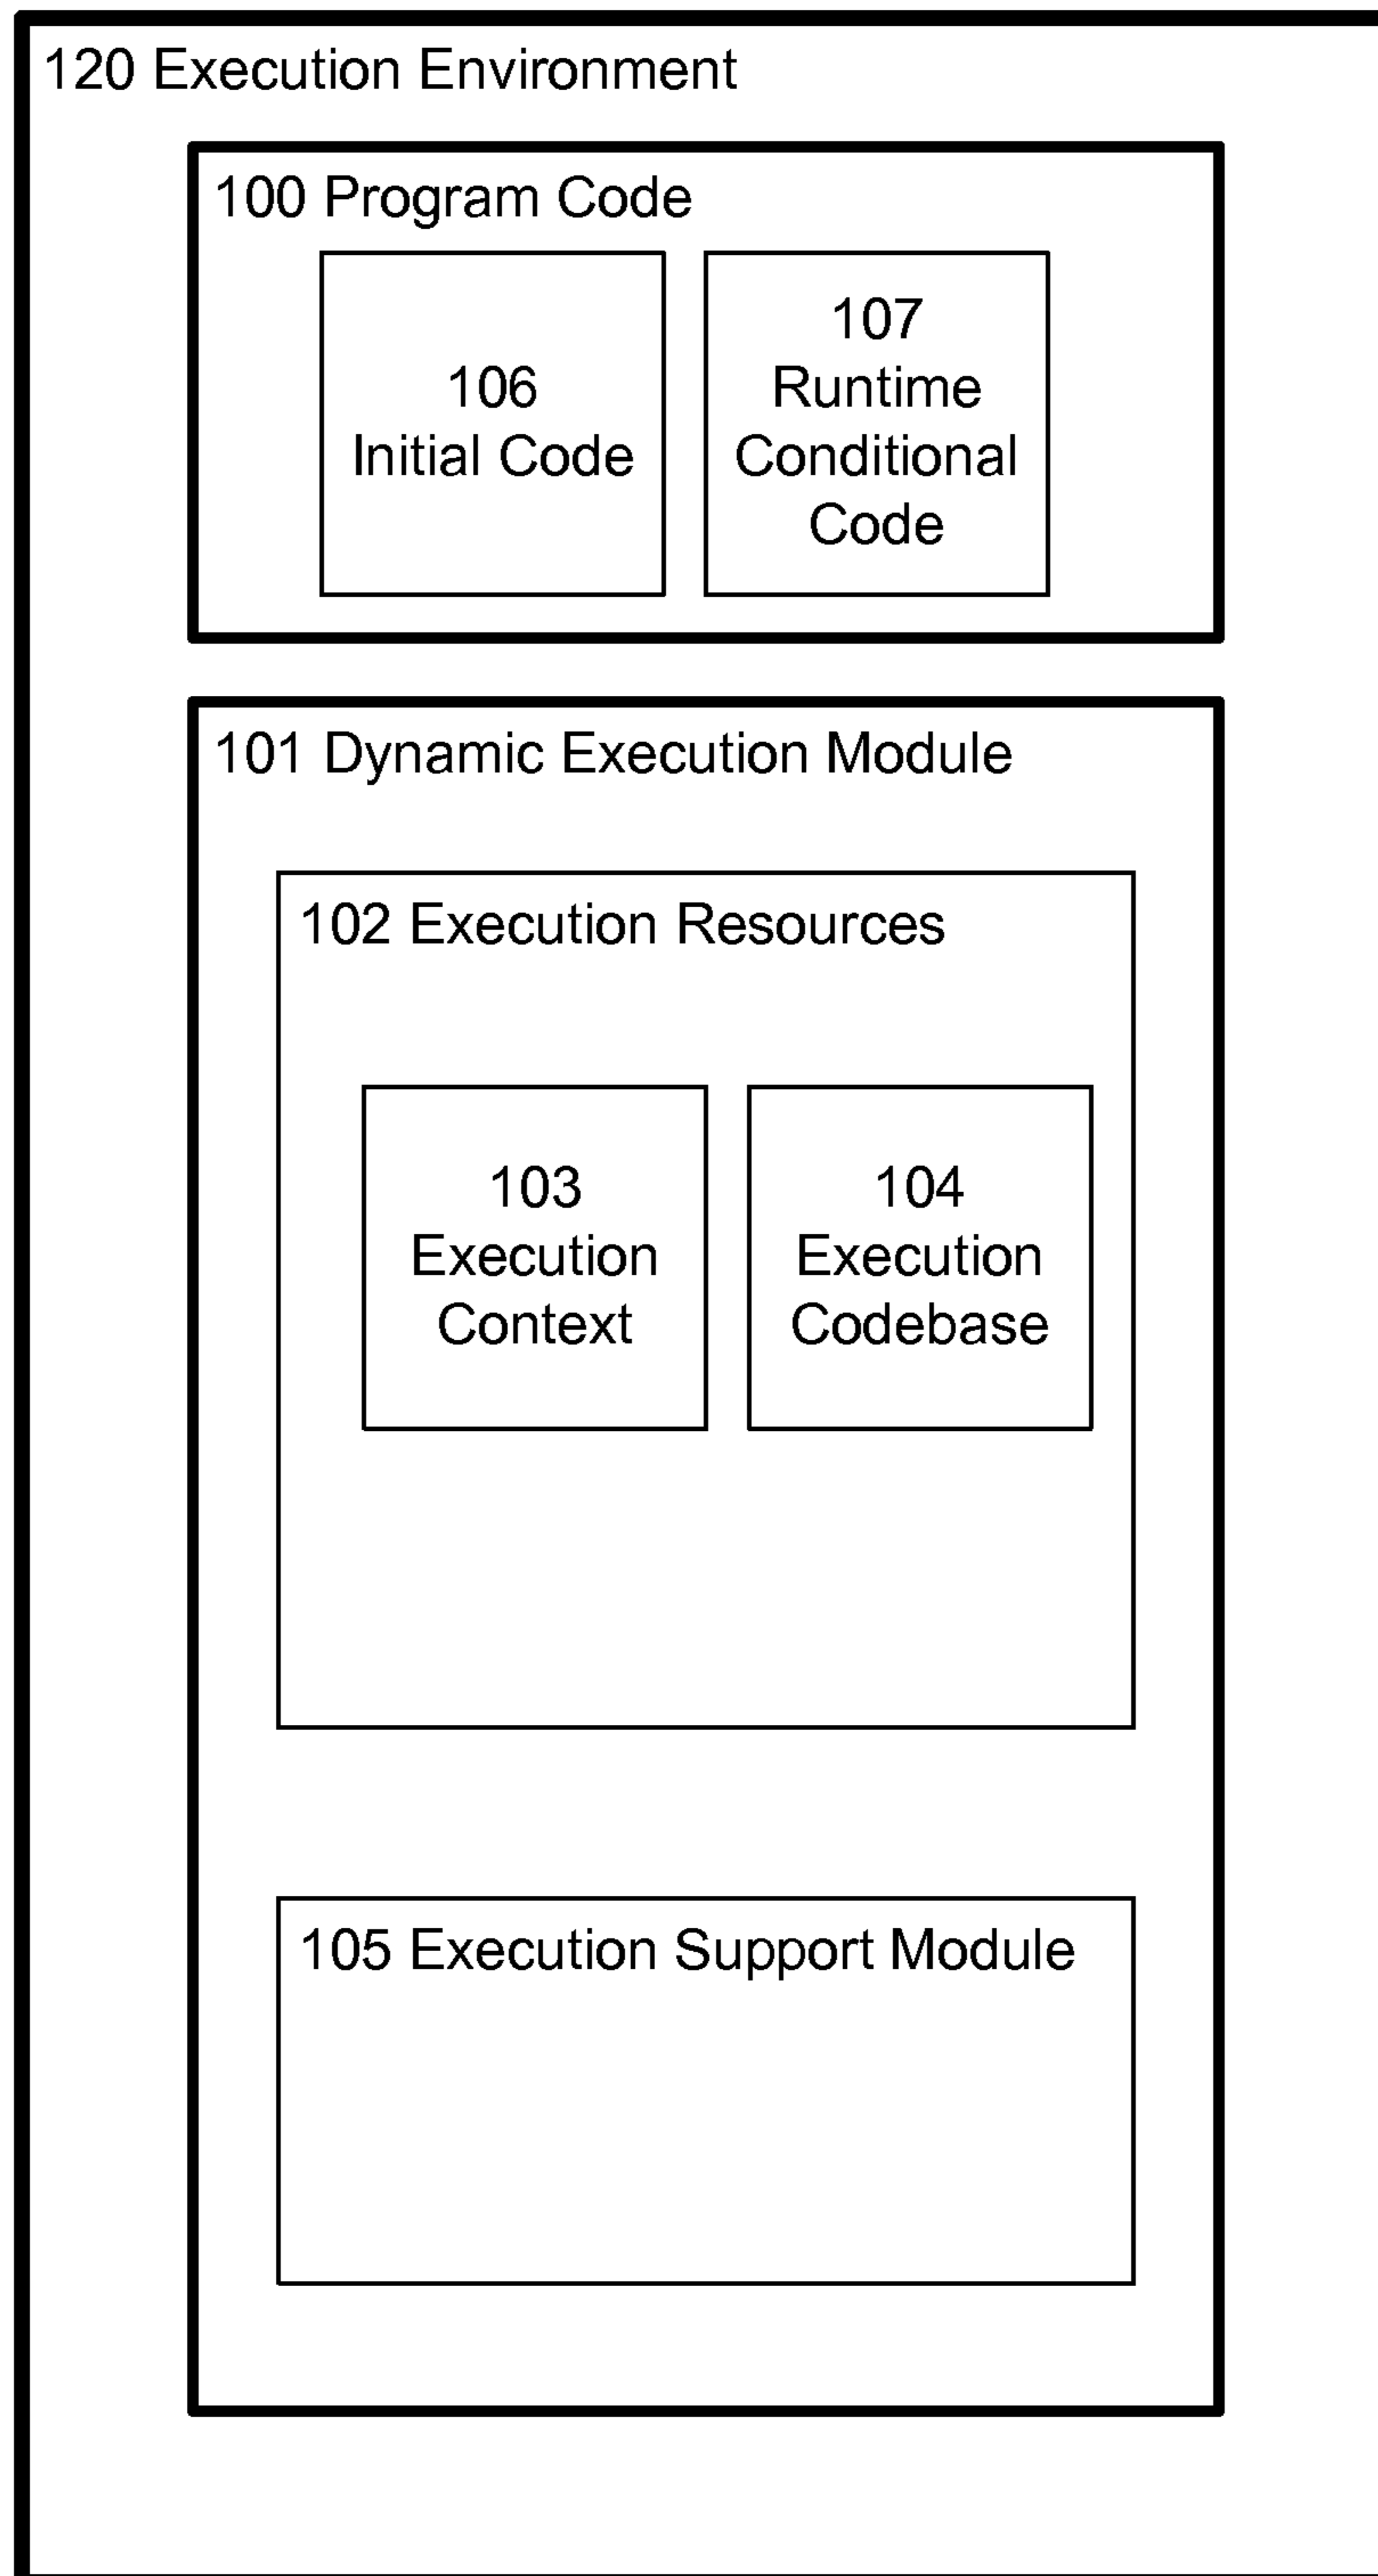 120 Execution Environment
100 Program Code
106
Initial Code
107
Runtime
Conditional
Code
101 Dynamic Execution Module
102 Execution Resources
103
Execution
Context
104
Execution
Codebase
105 Execution Support Module